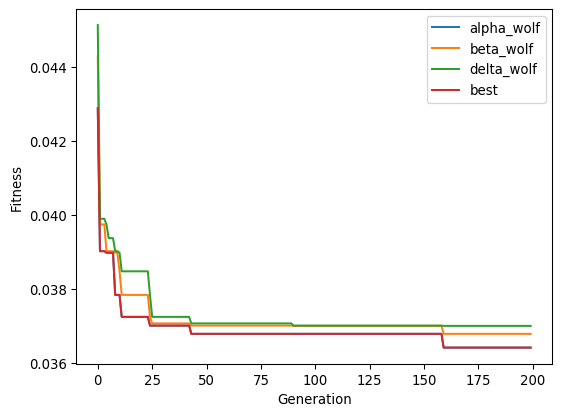 alpha_wolf
beta_wolf
delta_wolf
best
0.044
0.042
0.040
0.038
0.036
Fitness
0 25 50 75 100 125 150 175 200
Generation